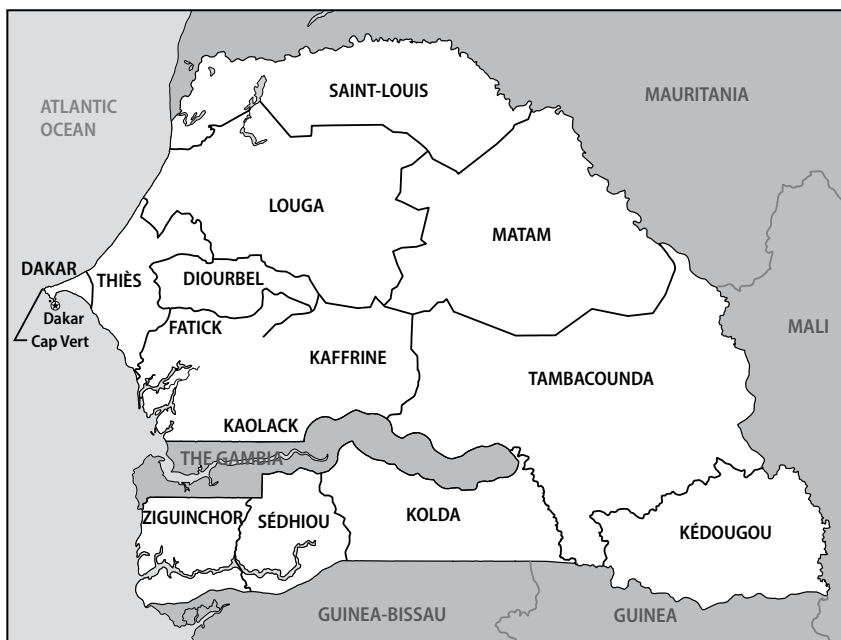 SAINT-LOUIS
MAURITANIA
ATLANTIC
OCEAN
LOUGA
MATAM
DAKAR
THIÈS
DIOURBEL
Dakar
Cap Vert
FATICK
MALI
KAFFRINE
TAMBACOUNDA
KAOLACK
THE GAMBIA
ZIGUINCHOR
SÉDHIOU
KOLDA
KÉDOUGOU
GUINEA-BISSAU
GUINEA